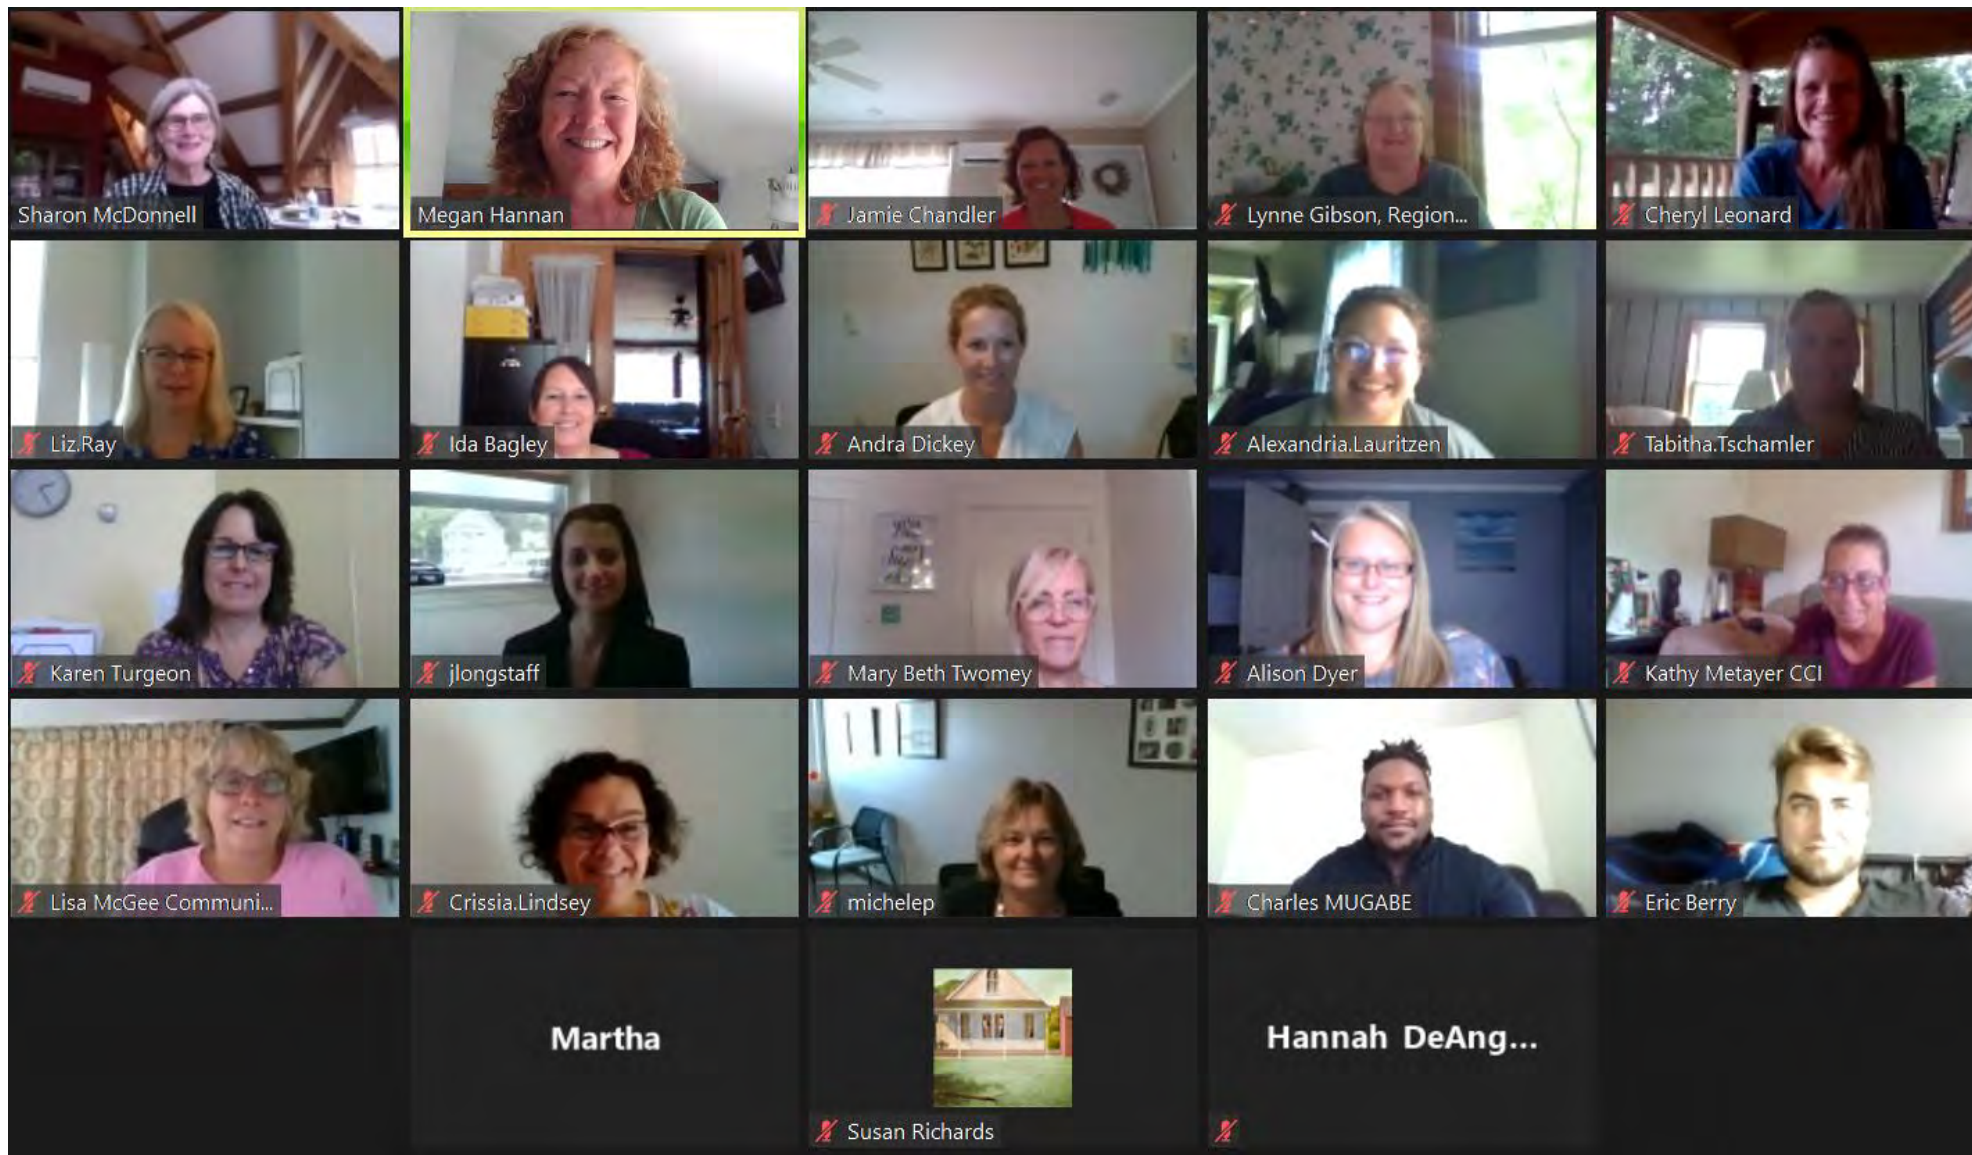 Sharon McDonnell
Megan Hannan
Jamie Chandler
Lynne Gibson, Region...
Cheryl Leonard
Liz.Ray
Ida Bagley
Andra Dickey
Alexandria.Lauritzen
Tabitha.Tschamler
Karen Turgeon
jlongstaff
Mary Beth Twomey
Alison Dyer
Kathy Metayer CCI
Lisa McGee Communi...
Crissia.Lindsey
michelep
Charles MUGABE
Eric Berry
Martha
Hannah DeAng...
Susan Richards